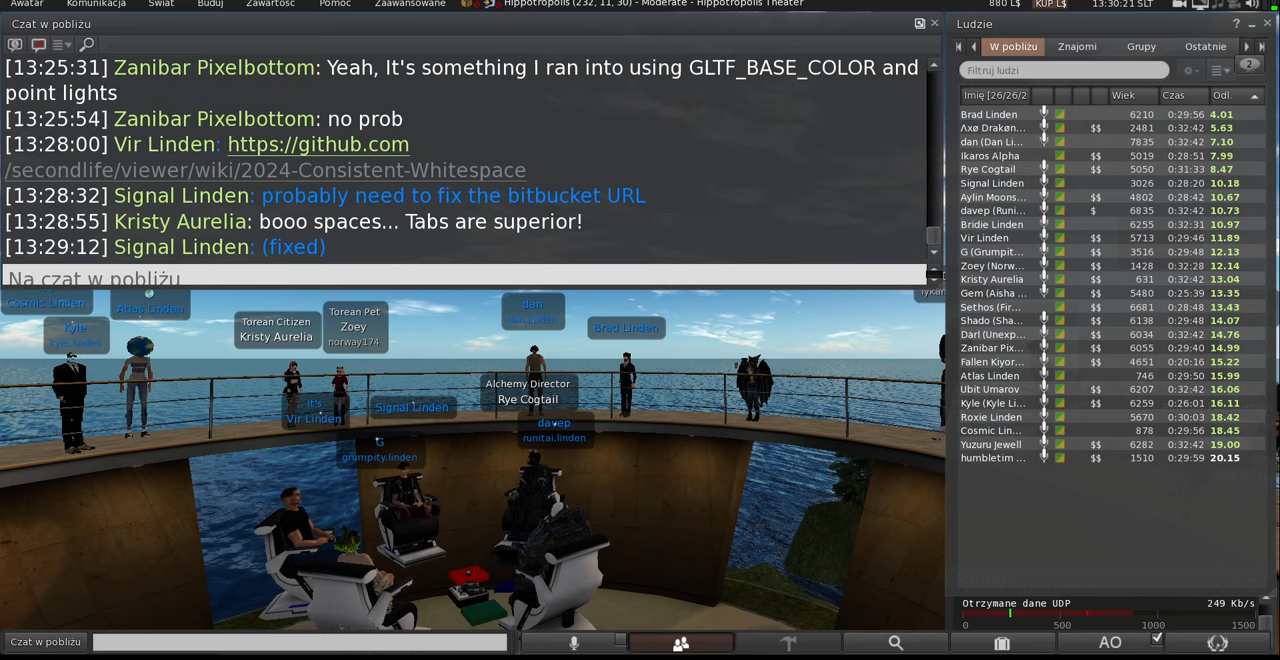 Awatar Komunikacja Świat Buduj Zawartość Pomoc Zaawansowane Hippotropolis (232, 11, 30) - Moderate - Hippotropolis Theater 880 L$ KUP L$ 13:30:21 SLT
Czat w pobliżu
[13:25:31] Zanibar Pixelbottom: Yeah, It's something I ran into using GLTF_BASE_COLOR and
point lights
[13:25:54] Zanibar Pixelbottom: no prob
[13:28:00] Vir Linden: https://github.com
/secondlife/viewer/wiki/2024-Consistent-Whitespace
[13:28:32] Signal Linden: probably need to fix the bitbucket URL
[13:28:55] Kristy Aurelia: booo spaces... Tabs are superior!
[13:29:12] Signal Linden: (fixed)
Na czat w pobliżu
Cosmic Linden
Atlas Linden
Kyle
kyle.linden
Torean Citizen
Kristy Aurelia
Torean Pet
Zoey
norway174
dan
dan.linden
Brad Linden
Alchemy Director
Rye Cogtail
It's
Vir Linden
Signal Linden
davep
runitai.linden
G
grumpity.linden
Ludzie
? _ ×
W pobliżu Znajomi Grupy Ostatnie
Filtruj ludzi
2
Imię [26/26/2 Wiek Czas Odl.
Brad Linden 6210 0:29:56 4.01
Λxσ Drakøn... $$ 2481 0:32:42 5.63
dan (Dan Li... 7835 0:32:42 7.10
Ikaros Alpha $$ 5019 0:28:51 7.99
Rye Cogtail $$ 5050 0:31:33 8.47
Signal Linden 3026 0:28:20 10.18
Aylin Moons... $$ 4802 0:28:42 10.67
davep (Runi... $ 6835 0:32:42 10.73
Bridie Linden 6255 0:32:31 10.97
Vir Linden $$ 5713 0:29:46 11.89
G (Grumpit... $$ 3516 0:29:48 12.13
Zoey (Norw... $$ 1428 0:32:28 12.14
Kristy Aurelia $$ 631 0:32:42 13.04
Gem (Aisha ... $$ 5480 0:25:39 13.35
Sethos (Fir... $$ 6681 0:28:48 13.43
Shado (Sha... $$ 6138 0:29:48 14.07
Darl (Unexp... $$ 6034 0:32:42 14.76
Zanibar Pix... $$ 6055 0:29:40 14.99
Fallen Kiyor... $$ 4651 0:20:16 15.22
Atlas Linden 746 0:29:50 15.99
Ubit Umarov $$ 6207 0:32:42 16.06
Kyle (Kyle Li... $$ 6259 0:26:01 16.11
Roxie Linden 5670 0:30:03 18.42
Cosmic Lin... 878 0:29:56 18.45
Yuzuru Jewell $$ 6282 0:32:42 19.00
humbletim ... $$ 1510 0:29:59 20.15
Otrzymane dane UDP 249 Kb/s
0 500 1000 1500
Czat w pobliżu
AO